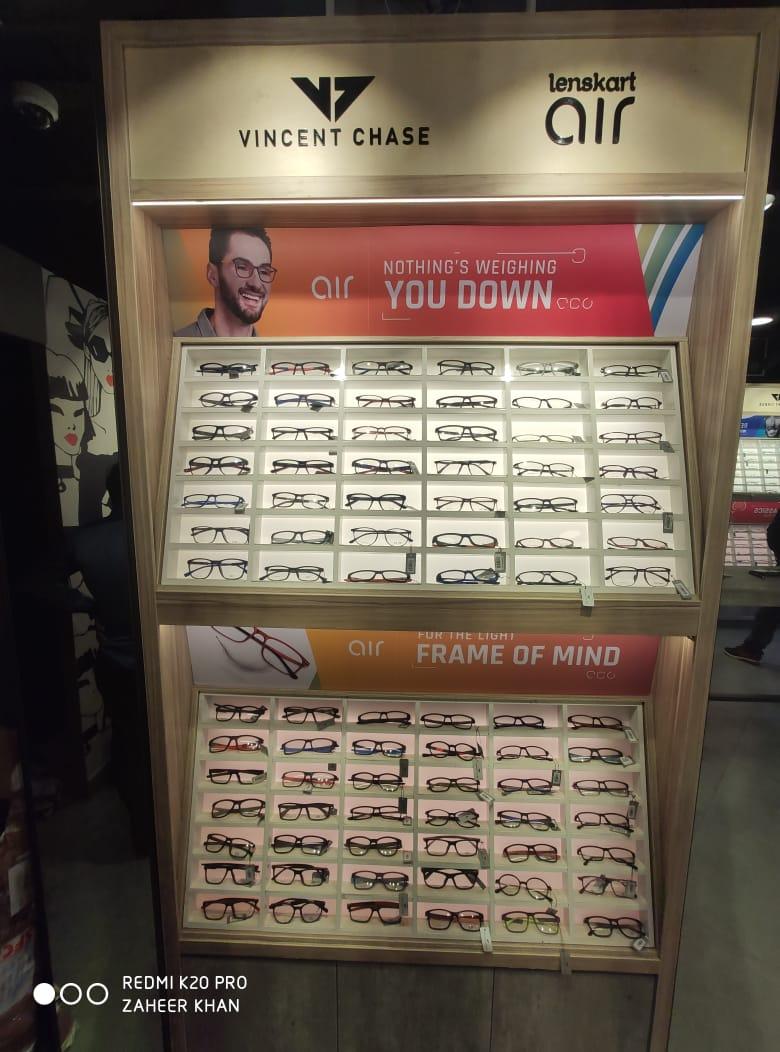 VINCENT CHASE
lenskart
air
air
NOTHING'S WEIGHING
YOU DOWN
air
FOR THE LIGHT
FRAME OF MIND
REDMI K20 PRO
ZAHEER KHAN